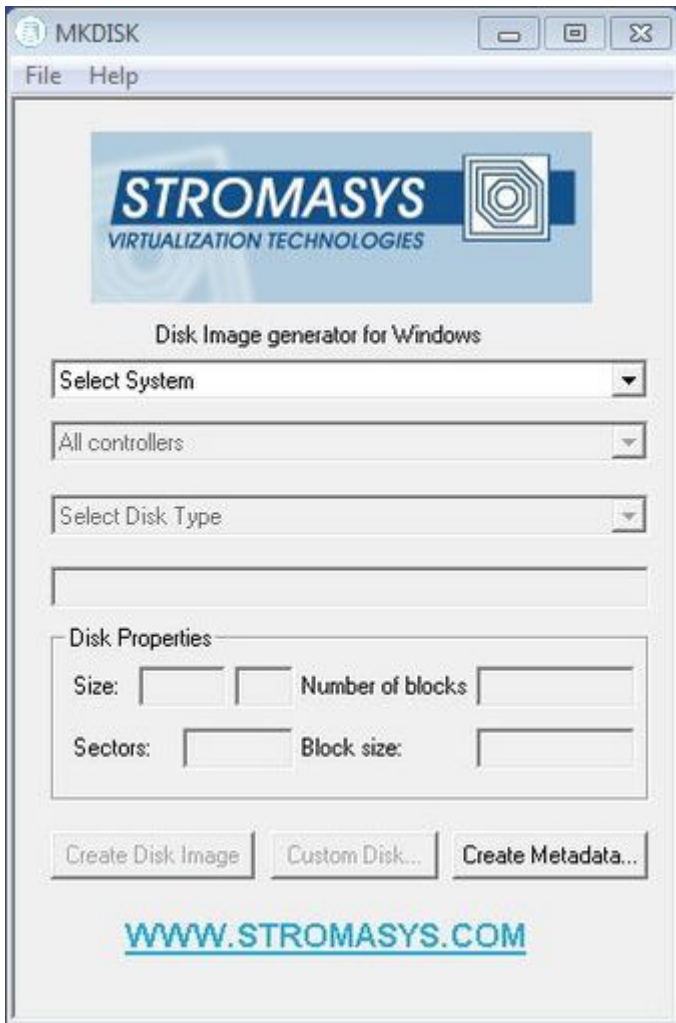 MKDISK
File Help
STROMASYS
VIRTUALIZATION TECHNOLOGIES
Disk Image generator for Windows
Select System
All controllers
Select Disk Type
Disk Properties
Size: Number of blocks
Sectors: Block size:
Create Disk Image Custom Disk... Create Metadata...
WWW.STROMASYS.COM